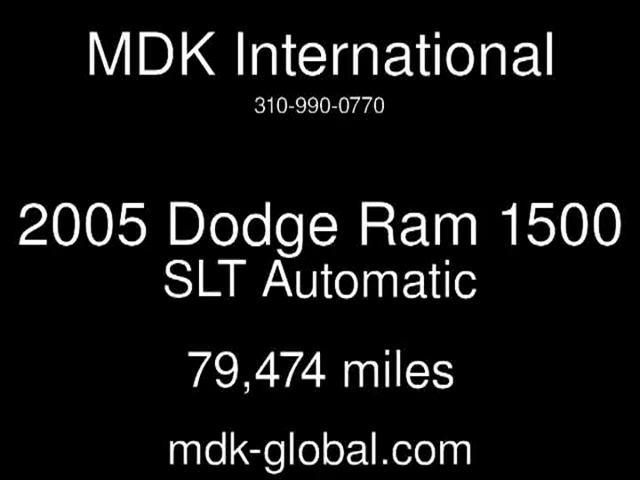 MDK International
310-990-0770
2005 Dodge Ram 1500
SLT Automatic
79,474 miles
mdk-global.com